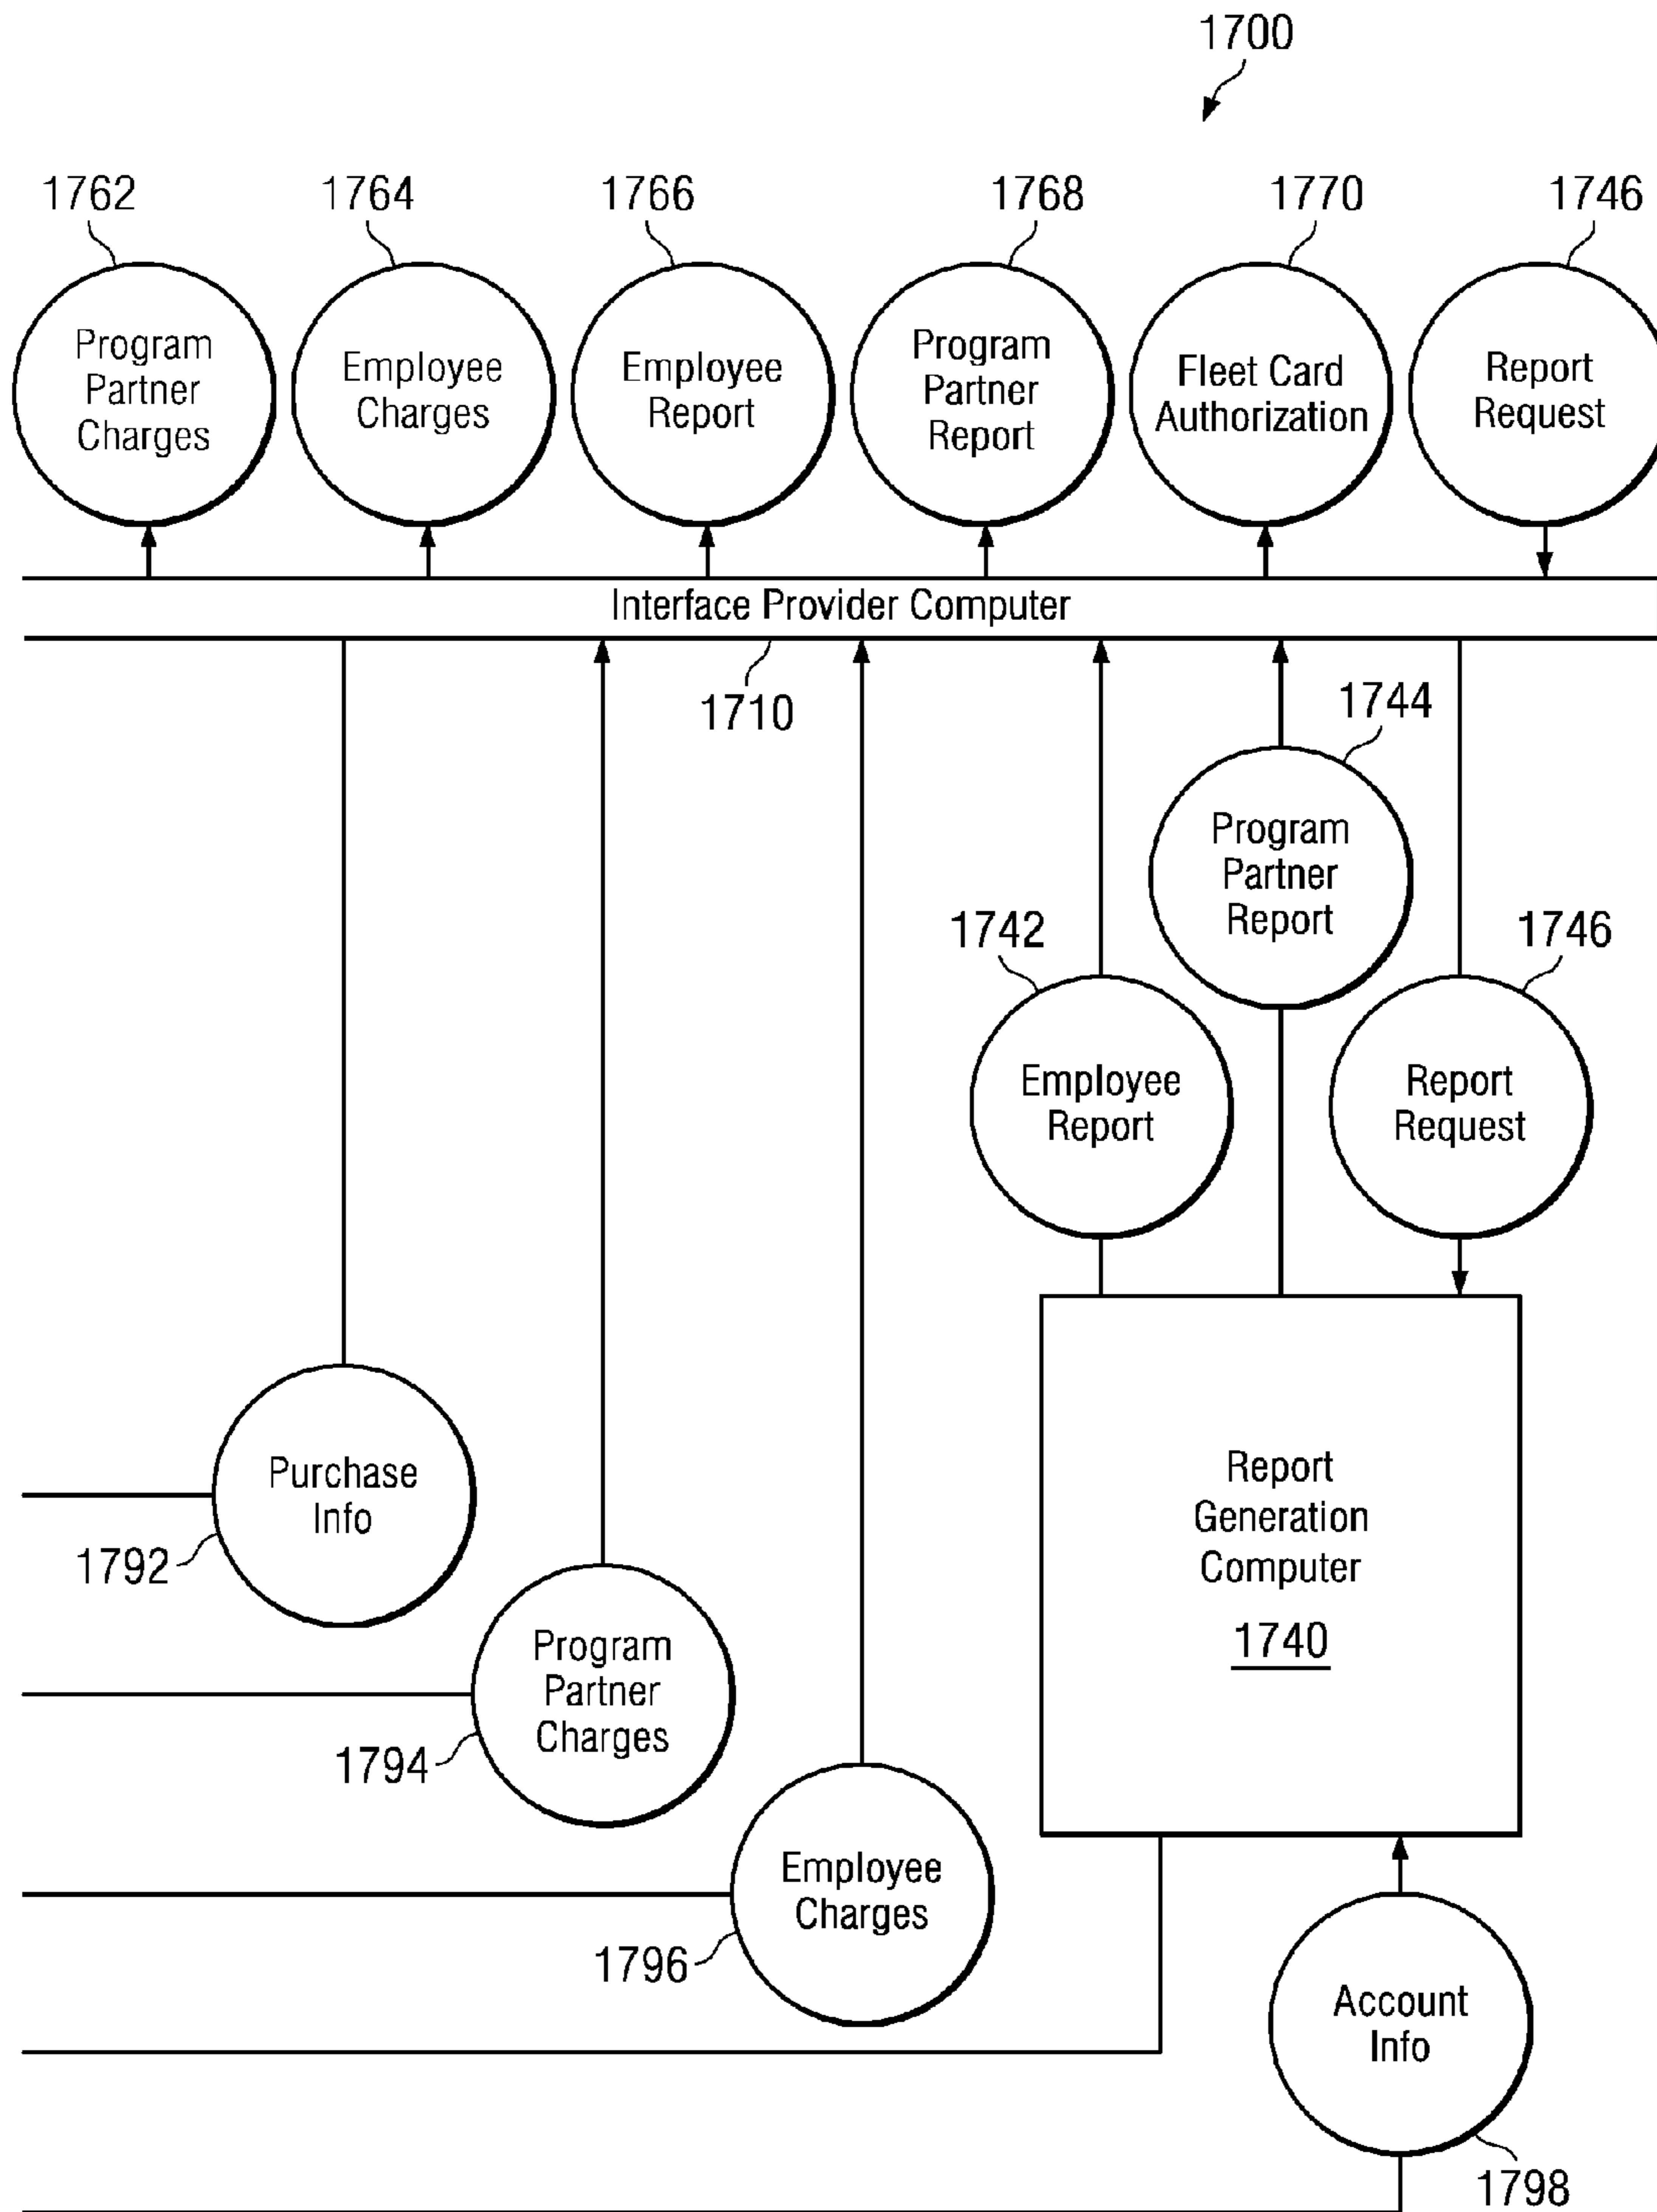 1700
1762
1764
1766
1768
1770
1746
Program
Partner
Charges
Employee
Charges
Employee
Report
Program
Partner
Report
Fleet Card
Authorization
Report
Request
Interface Provider Computer
1710
1744
Program
Partner
Report
1742
1746
Employee
Report
Report
Request
Purchase
Info
1792
Report
Generation
Computer
1740
Program
Partner
Charges
1794
Employee
Charges
1796
Account
Info
1798